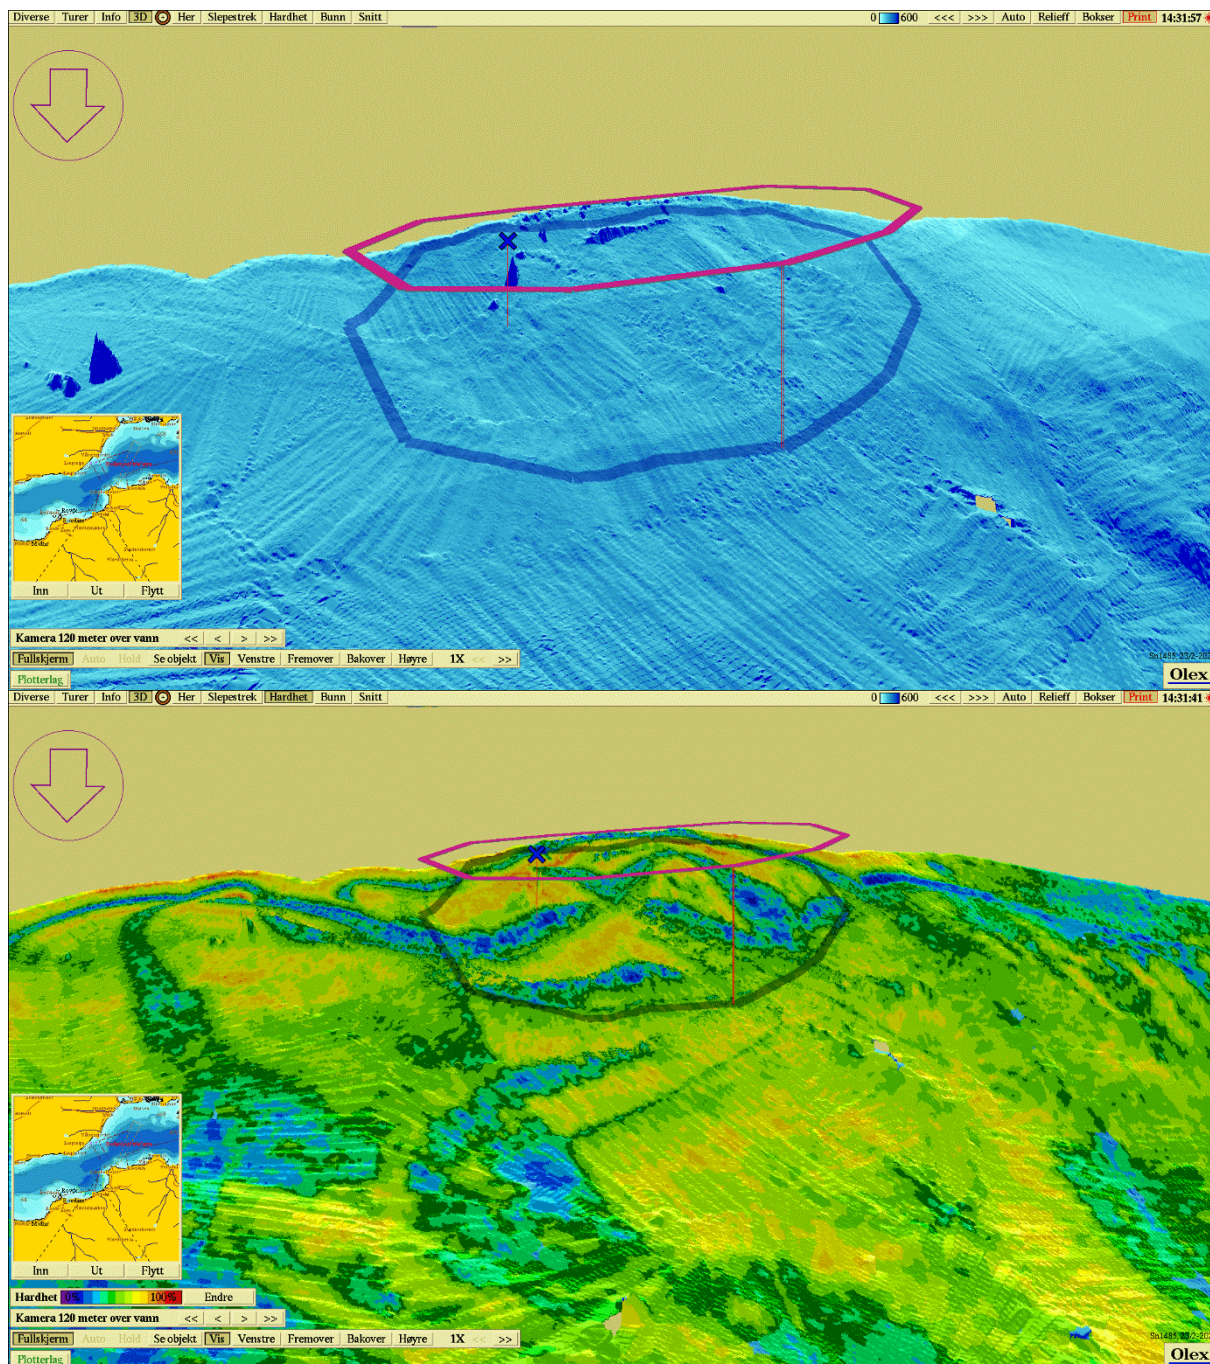 Diverse Turer Info 3D Her Slepestrek Hardhet Bunn Snitt 0 600 <<< >>> Auto Relieff Bokser Print 14:31:57
Inn Ut Flytt
Kamera 120 meter over vann << < > >>
Fullskjerm Auto Hold Se objekt Vis Venstre Fremover Bakover Høyre 1X << >>
Plotterlag
Olex
Diverse Turer Info 3D Her Slepestrek Hardhet Bunn Snitt 0 600 <<< >>> Auto Relieff Bokser Print 14:31:41
Inn Ut Flytt
Hardhet 0% 100% Endre
Kamera 120 meter over vann << < > >>
Fullskjerm Auto Hold Se objekt Vis Venstre Fremover Bakover Høyre 1X << >>
Plotterlag
Olex